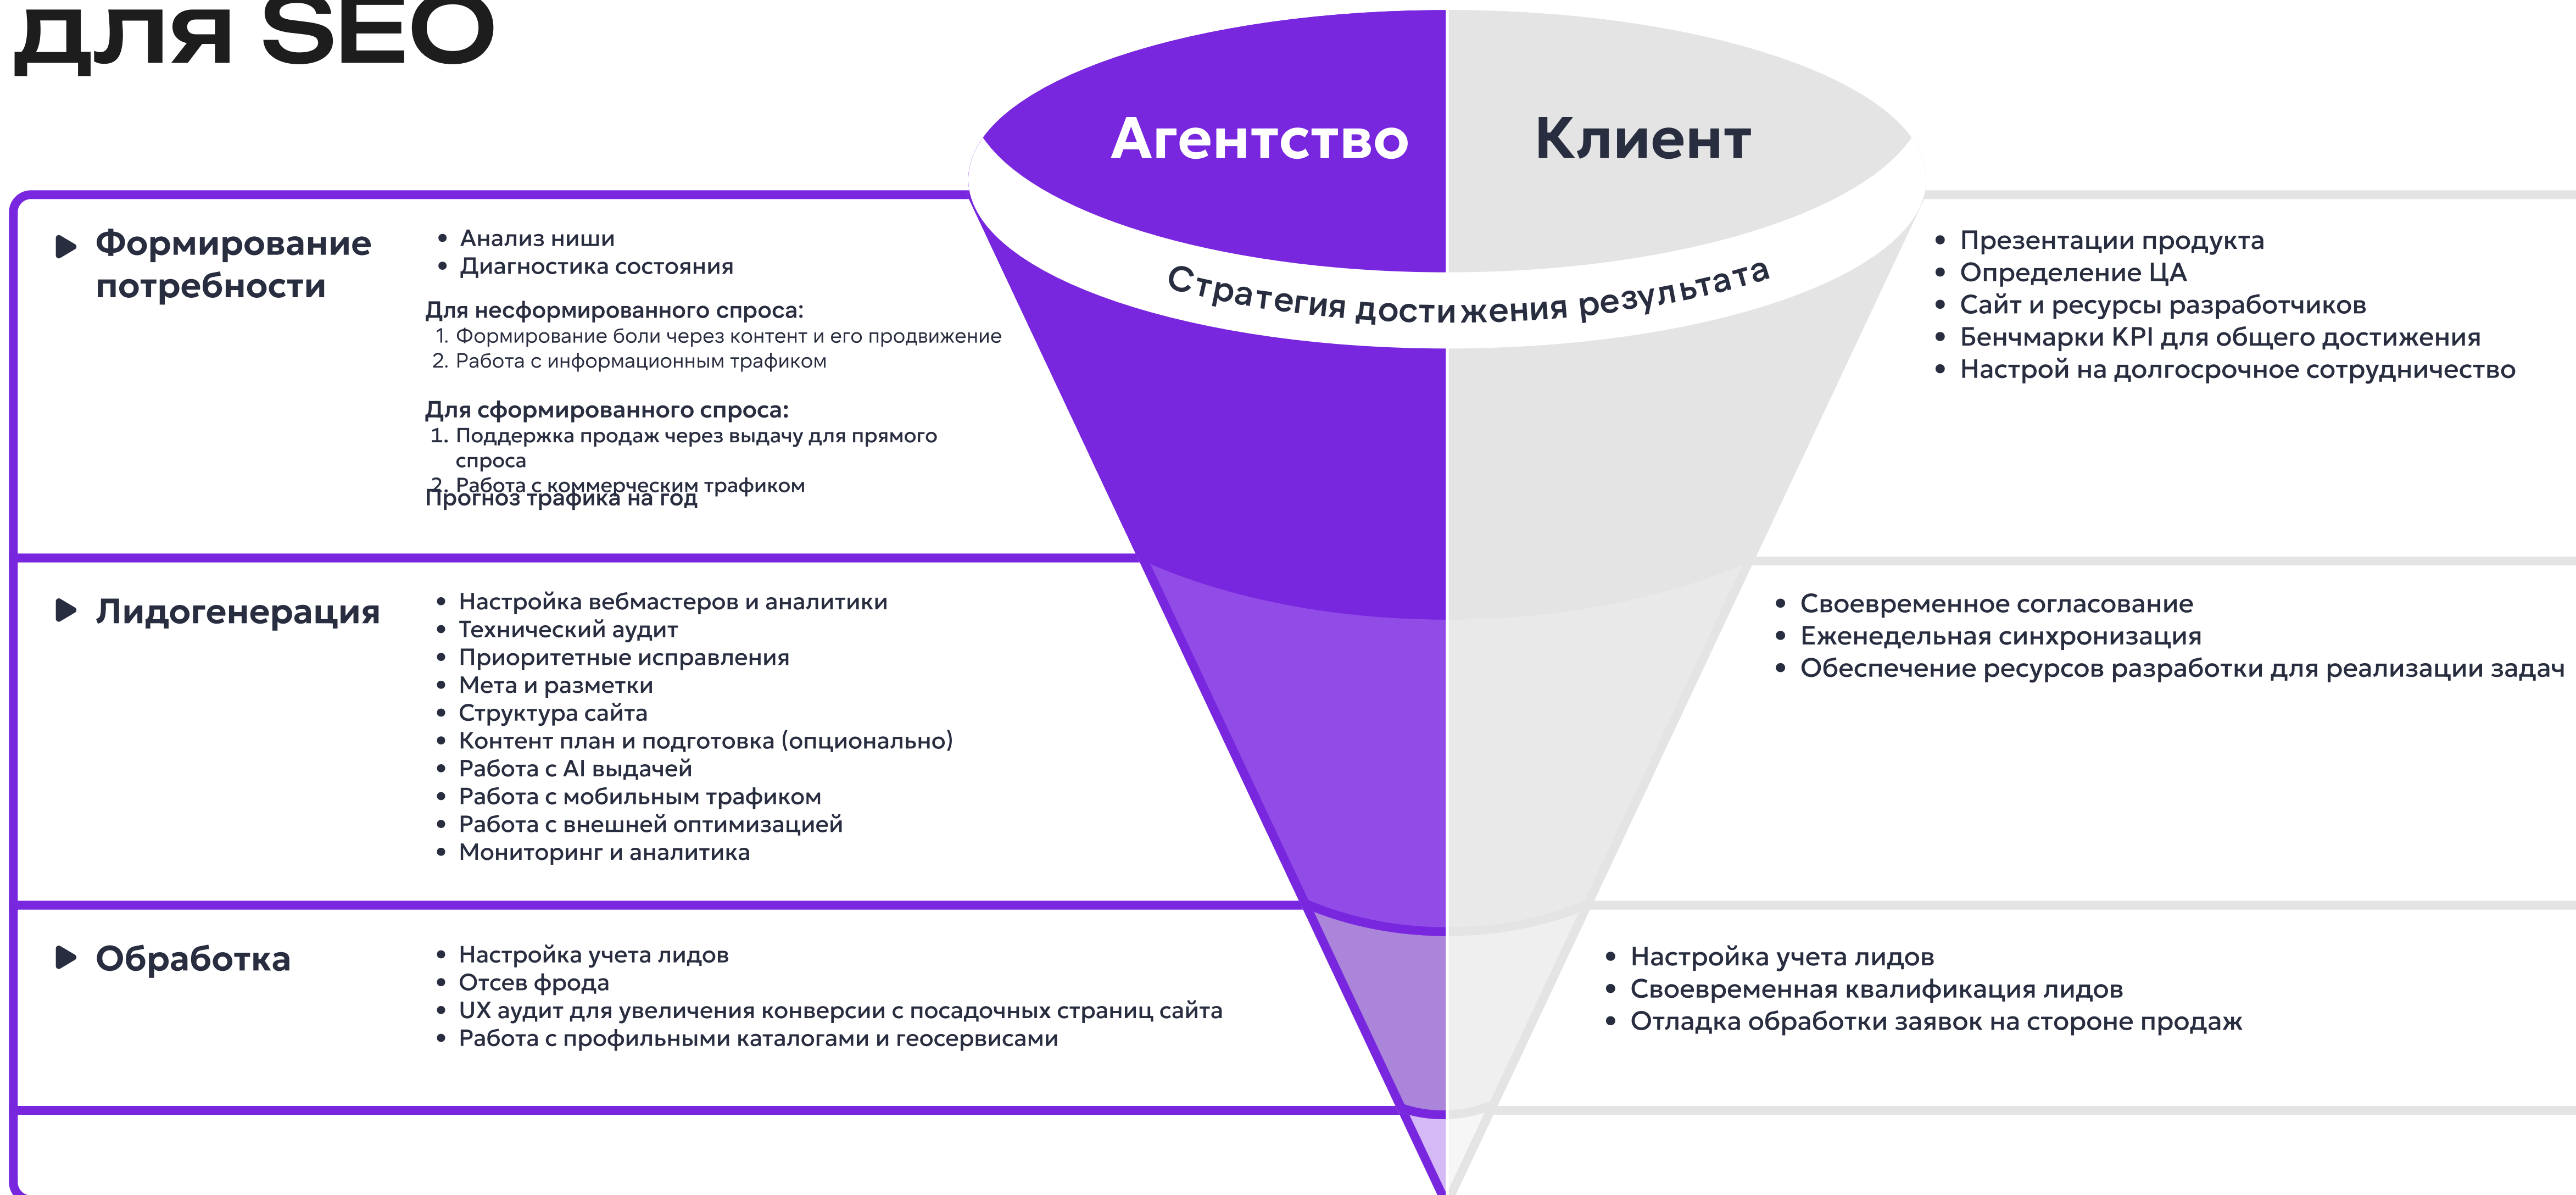 для SEO
Агентство
Клиент
Стратегия достижения результата
Формирование
потребности
Анализ ниши
Диагностика состояния
Для несформированного спроса:
1. Формирование боли через контент и его продвижение
2. Работа с информационным трафиком
Для сформированного спроса:
1. Поддержка продаж через выдачу для прямого
спроса
2. Работа с коммерческим трафиком
Прогноз трафика на год
Презентации продукта
Определение ЦА
Сайт и ресурсы разработчиков
Бенчмарки KPI для общего достижения
Настрой на долгосрочное сотрудничество
Лидогенерация
Настройка вебмастеров и аналитики
Технический аудит
Приоритетные исправления
Мета и разметки
Структура сайта
Контент план и подготовка (опционально)
Работа с AI выдачей
Работа с мобильным трафиком
Работа с внешней оптимизацией
Мониторинг и аналитика
Своевременное согласование
Еженедельная синхронизация
Обеспечение ресурсов разработки для реализации задач
Обработка
Настройка учета лидов
Отсев фрода
UX аудит для увеличения конверсии с посадочных страниц сайта
Работа с профильными каталогами и геосервисами
Настройка учета лидов
Своевременная квалификация лидов
Отладка обработки заявок на стороне продаж